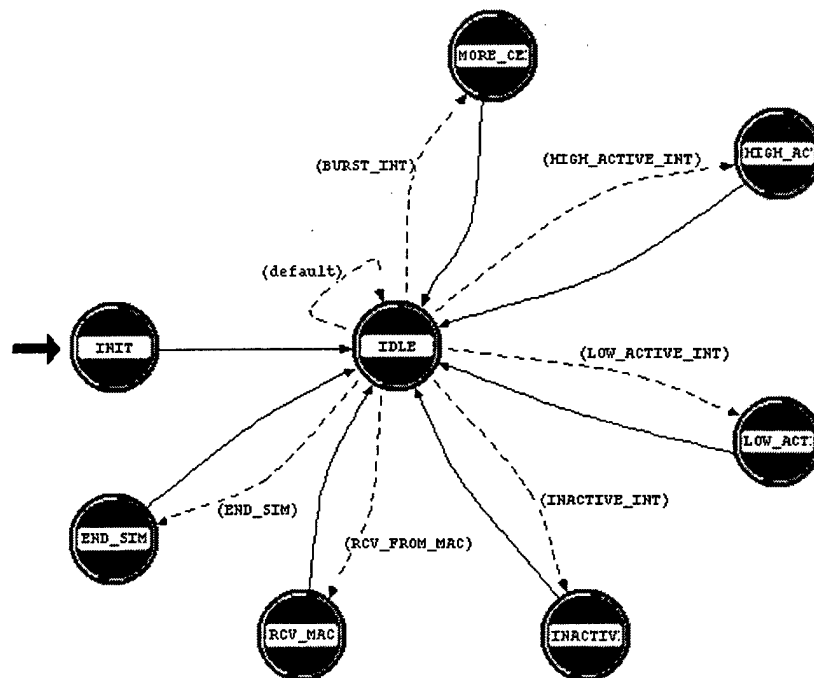 MORE_CE
(BURST_INT)
(HIGH_ACTIVE_INT)
HIGH_AC
(default)
INIT
IDLE
(LOW_ACTIVE_INT)
LOW_ACT
(END_SIM)
(INACTIVE_INT)
END_SIM
(RCV_FROM_MAC)
RCV_MAC
INACTIV